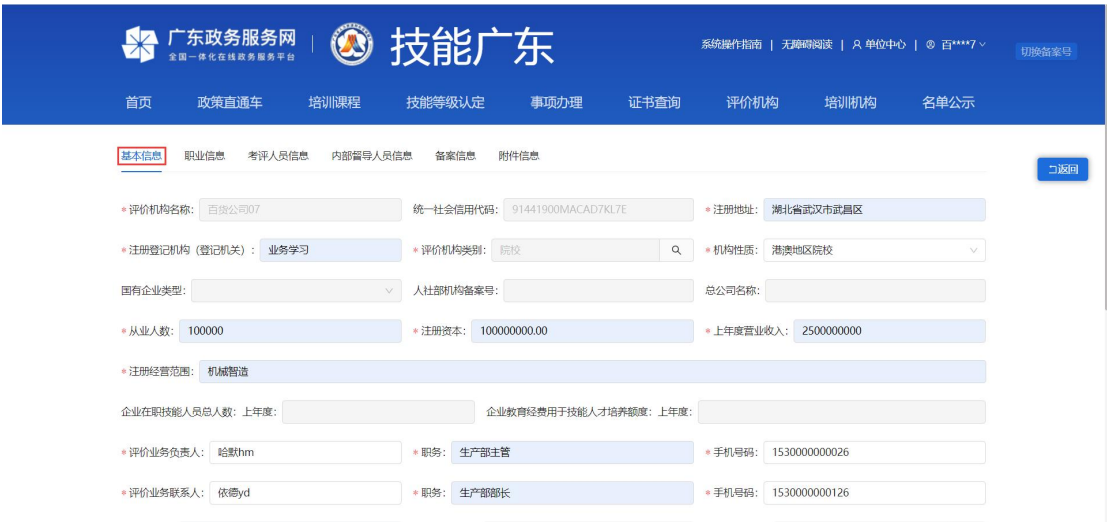 广东政务服务网
全国一体化在线政务服务平台
技能广东
系统操作指南 | 无障碍阅读 | 单位中心 | 百****7
切换备案号
首页 政策直通车 培训课程 技能等级认定 事项办理 证书查询 评价机构 培训机构 名单公示
基本信息 职业信息 考评人员信息 内部督导人员信息 备案信息 附件信息
返回
*评价机构名称: 百货公司07 统一社会信用代码: 91441900MACAD7KL7E *注册地址: 湖北省武汉市武昌区
*注册登记机构(登记机关): 业务学习 *评价机构类别: 院校 *机构性质: 港澳地区院校
国有企业类型: 人社部机构备案号: 总公司名称:
*从业人数: 100000 *注册资本: 100000000.00 *上年度营业收入: 2500000000
*注册经营范围: 机械智造
企业在职技能人员总人数: 上年度: 企业教育经费用于技能人才培养额度: 上年度:
*评价业务负责人: 哈默hm *职务: 生产部主管 *手机号码: 1530000000026
*评价业务联系人: 依德yd *职务: 生产部部长 *手机号码: 1530000000126